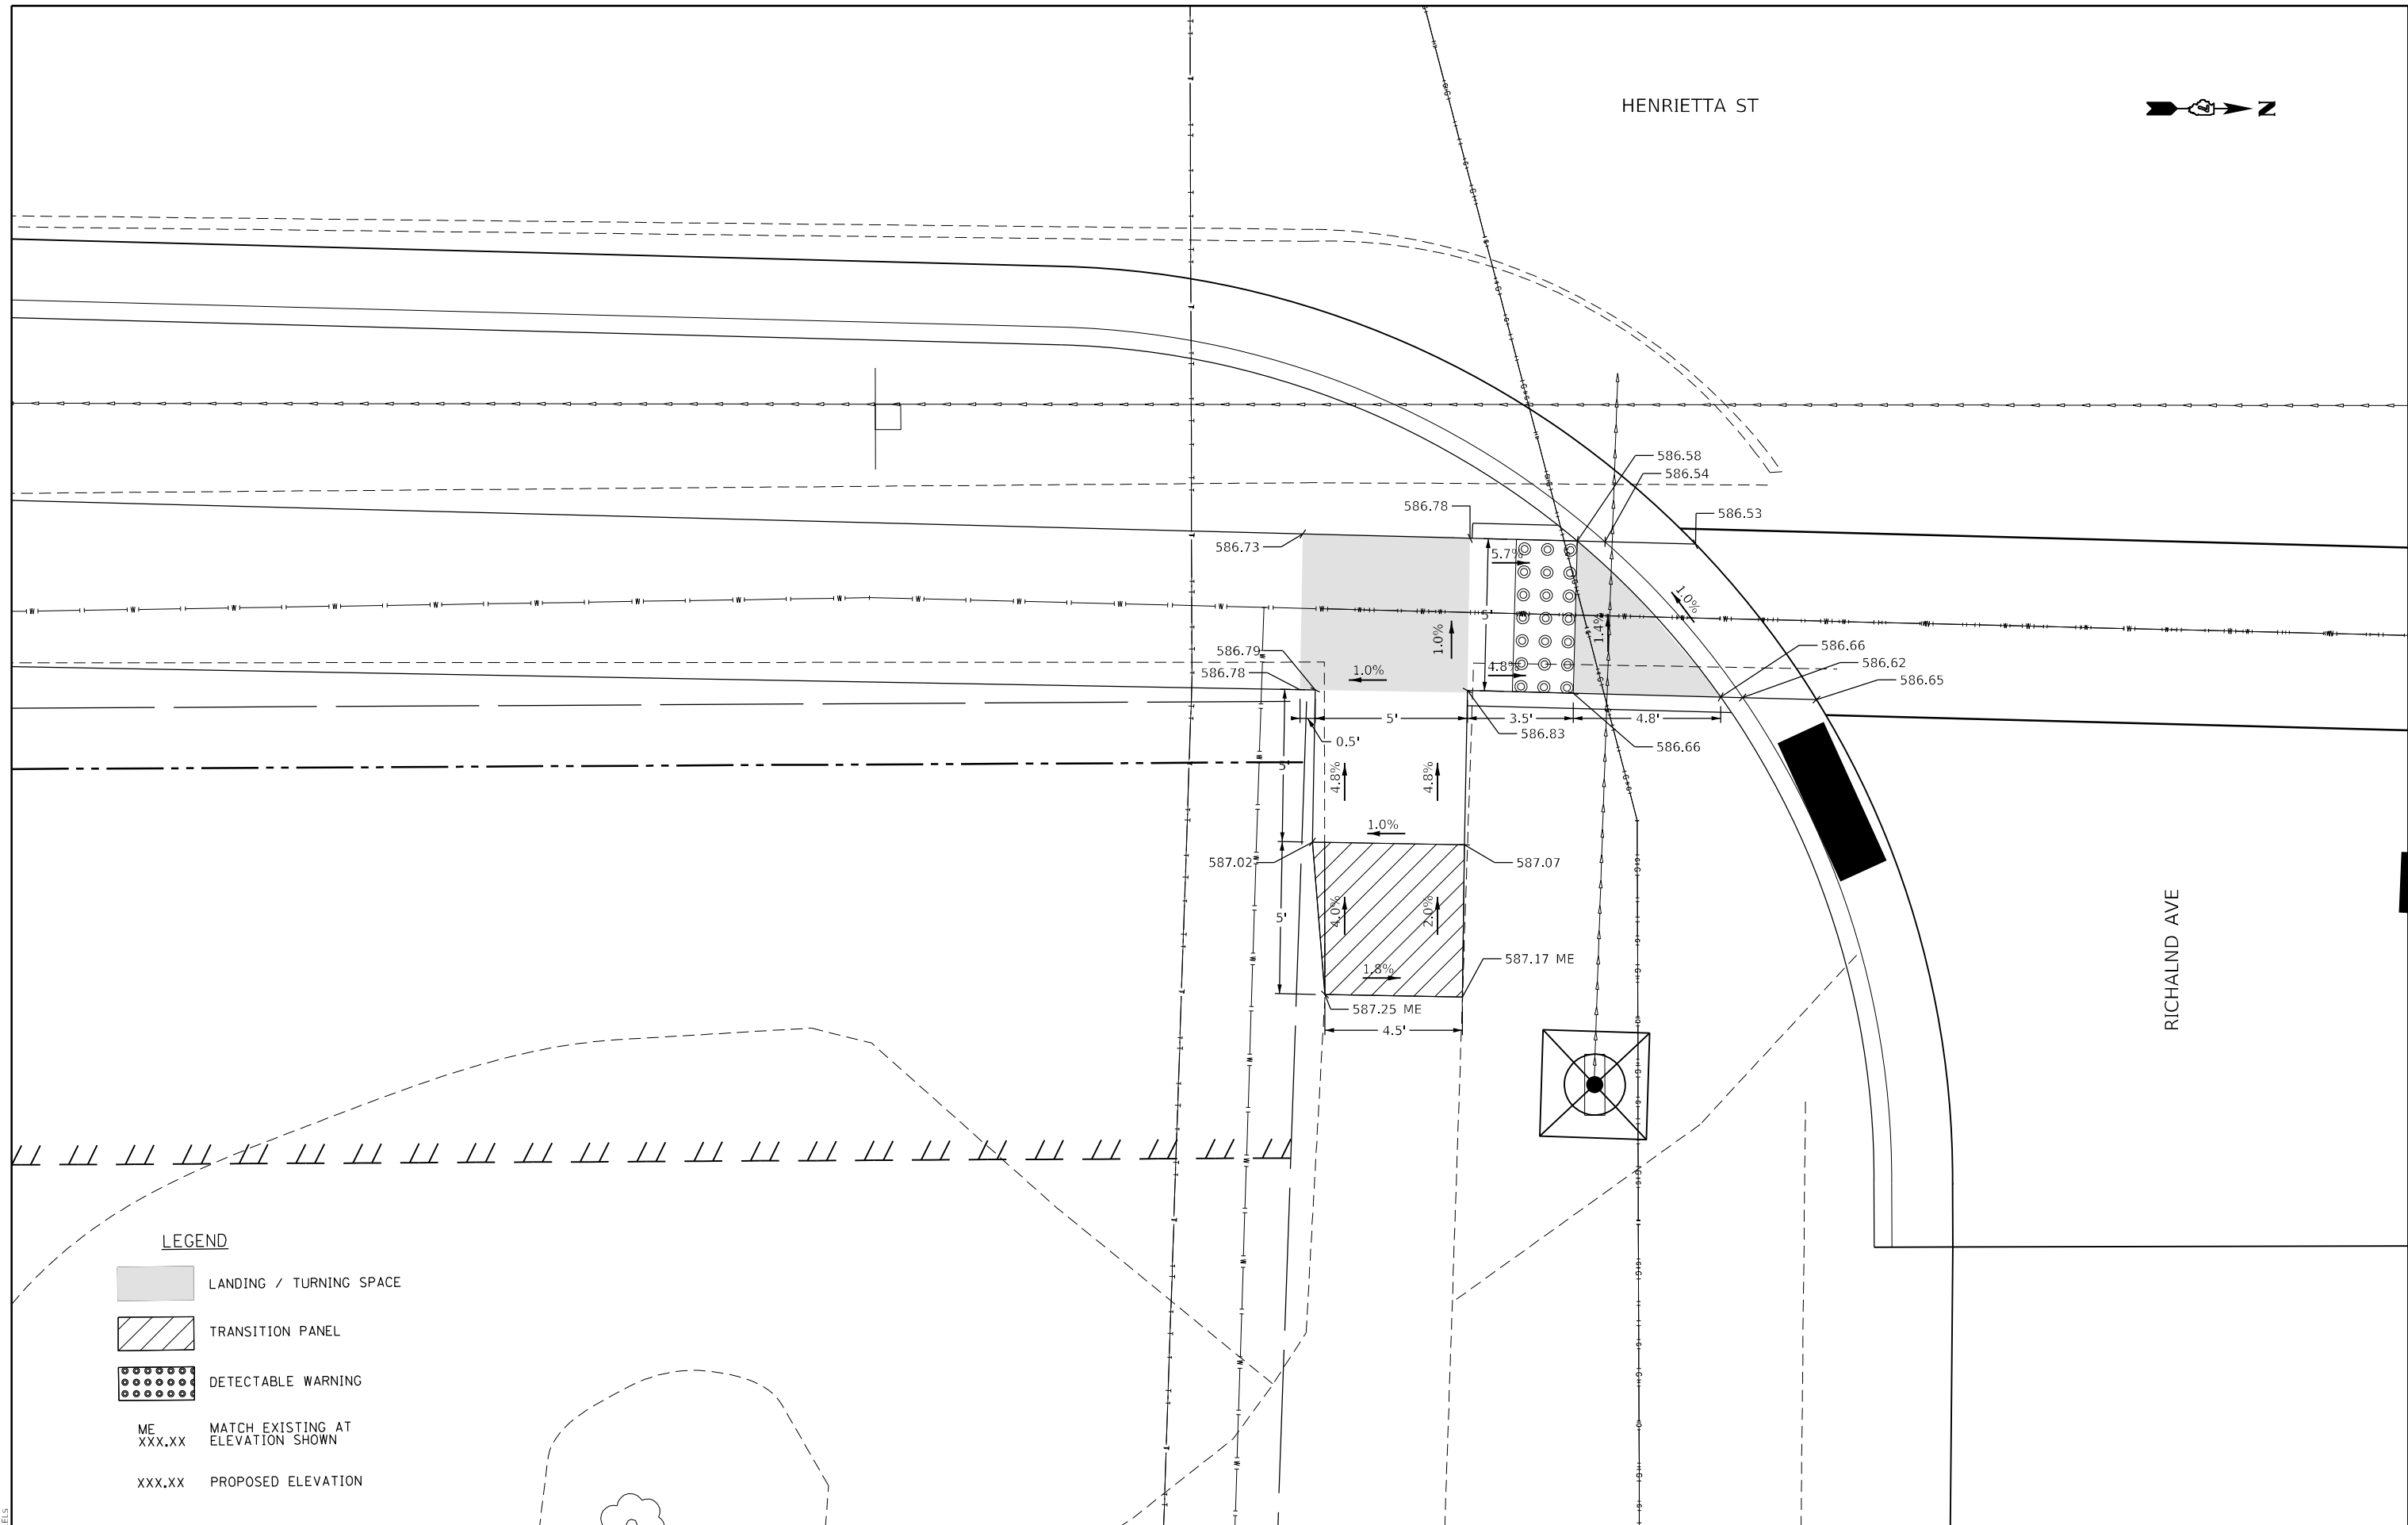 HENRIETTA ST
N
586.58
586.54
586.78
586.53
586.73
5.7%
1.0%
5'
1.4%
1.0%
586.79
586.66
586.78
1.0%
4.8%
586.62
586.65
5'
3.5'
4.8'
586.83
0.5'
586.66
5'
4.8%
4.8%
1.0%
587.02
587.07
5'
4.0%
2.0%
1.8%
587.17 ME
587.25 ME
4.5'
RICHALND AVE
LEGEND
LANDING / TURNING SPACE
TRANSITION PANEL
DETECTABLE WARNING
ME MATCH EXISTING AT
XXX.XX ELEVATION SHOWN
XXX.XX PROPOSED ELEVATION